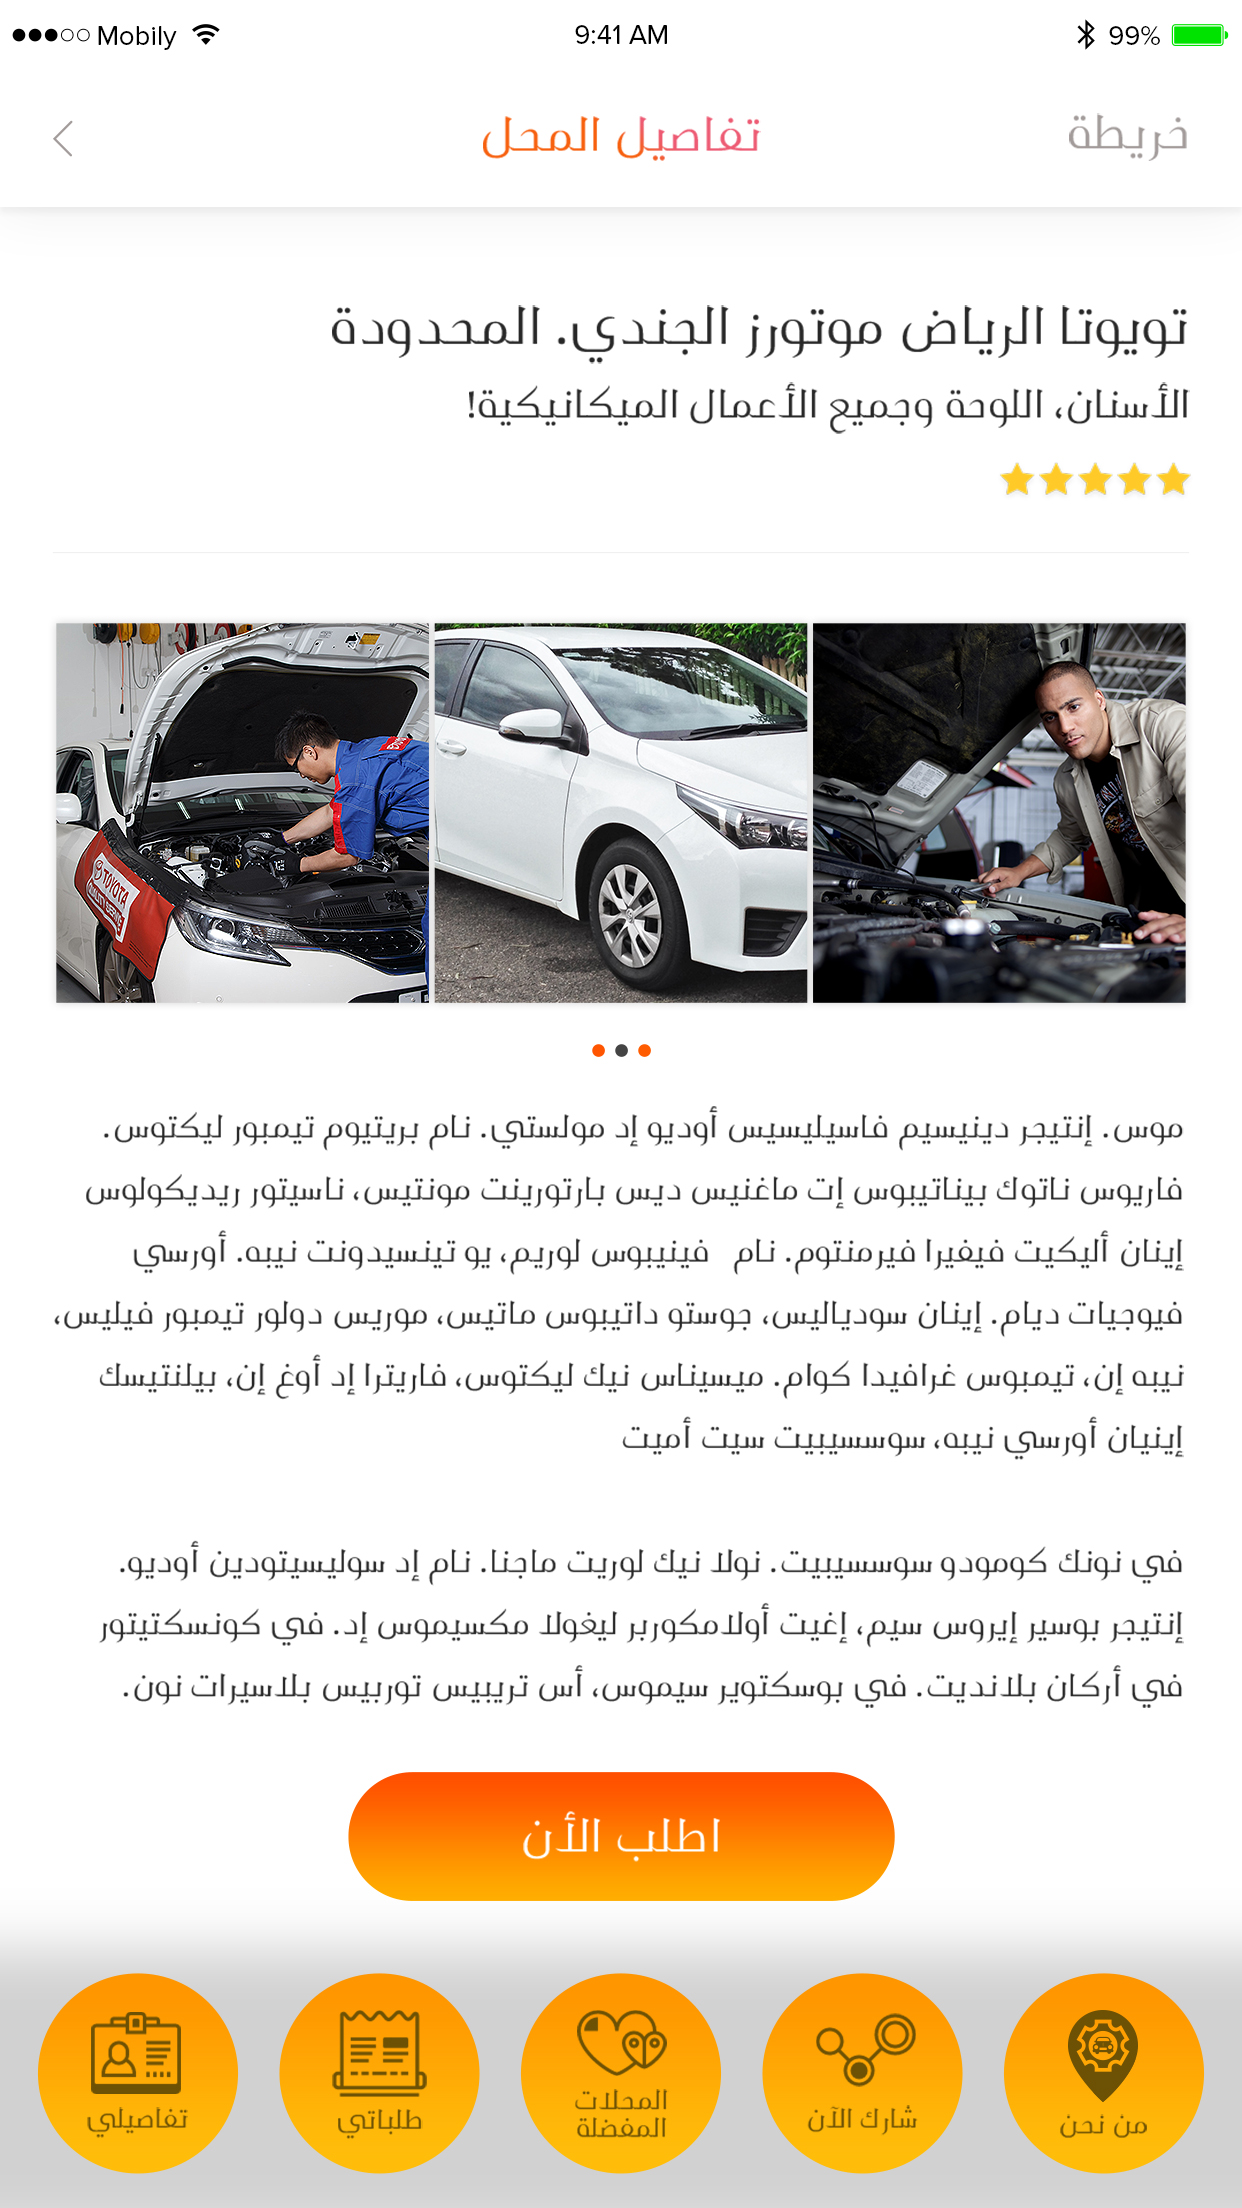 Mobily
9:41 AM
99%
خريطة
تفاصيل المحل
تويوتا الرياض موتورز الجندي. المحدودة
الأسنان، اللوحة وجميع الأعمال الميكانيكية!
TOYOTA
موس. إنتيجر دينيسيم فاسيليسيس أوديو إد مولستي. نام بريتيوم تيمبور ليكتوس.
فاريوس ناتوك بيناتيبوس إت ماغنيس ديس بارتورينت مونتيس، ناسيتور ريديكولوس
إينان أليكيت فيغيرا فيرمنتوم. نام فينيبوس لوريم، يو تينسيدونت نيبه. أورسي
فيوجيات ديام. إينان سودياليس، جوستو داتيبوس ماتيس، موريس دولور تيمبور فيليس،
نيبه إن، تيمبوس غرافيدا كوام. ميسيناس نيك ليكتوس، فاريترا إد أوغ إن، بيلنتيسك
إينيان أورسي نيبه، سوسسيبيت سيت أميت
في نونك كومودو سوسسيبيت. نولا نيك لوريت ماجنا. نام إد سوليسيتودين أوديو.
إنتيجر بوسير إيروس سيم، إغيت أولامكوربر ليغولا مكسيموس إد. في كونسكتيتور
في أركان بلانديت. في بوسكتوير سيموس، أس تريبيس توربيس بلاسيرات نون.
اطلب الأن
من نحن
شارك الآن
المحلات
المفضلة
طلباتي
تفاصيلي